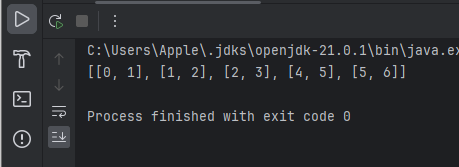 C:\Users\Apple\.jdks\openjdk-21.0.1\bin\java.ex
[[0, 1], [1, 2], [2, 3], [4, 5], [5, 6]]
Process finished with exit code 0